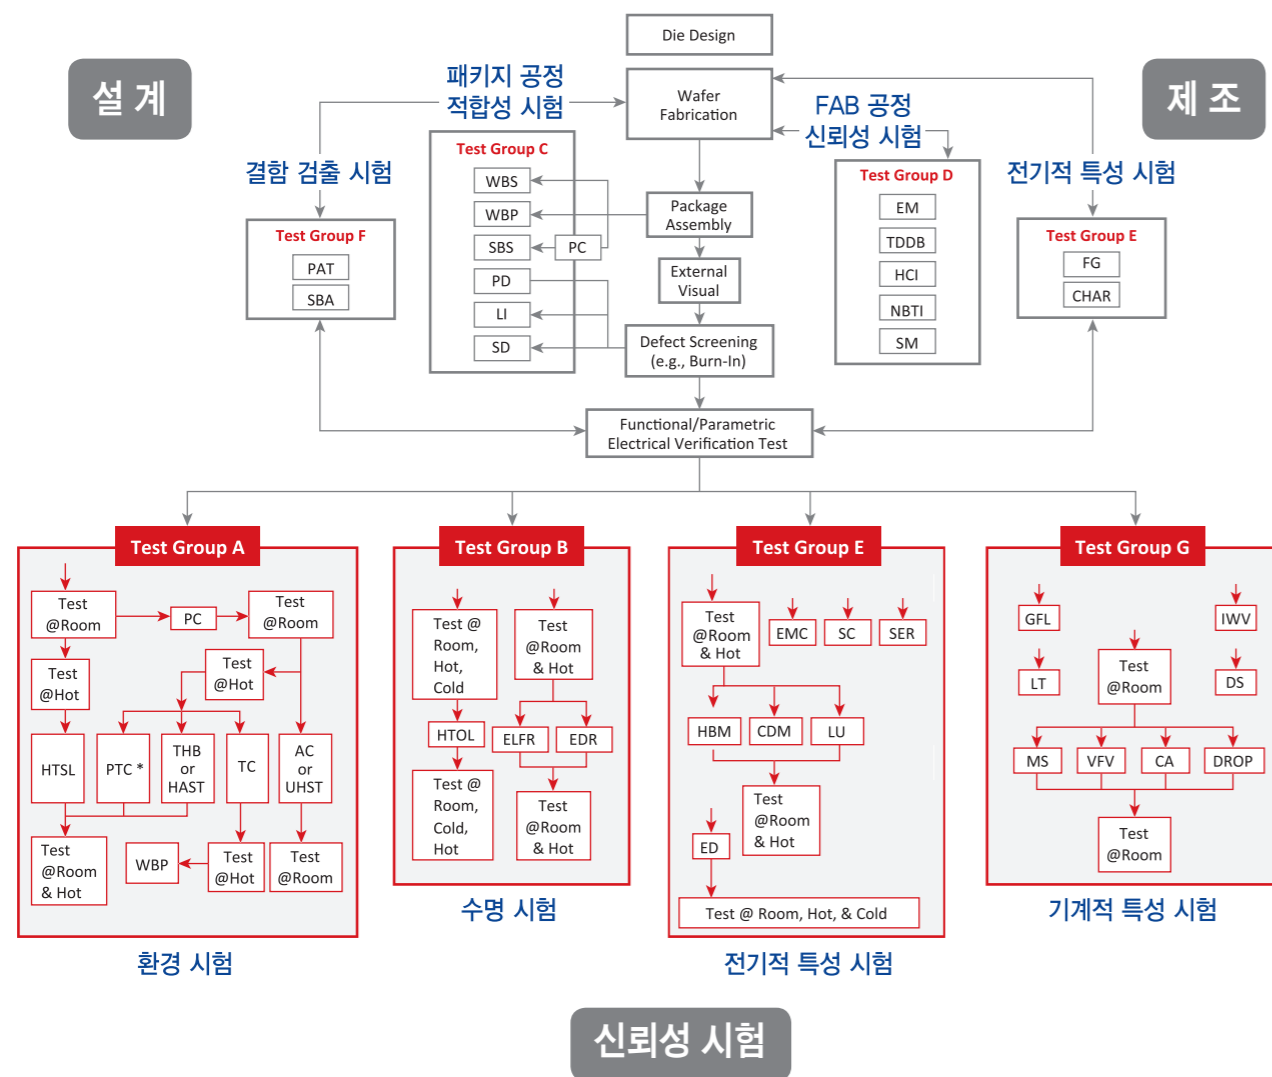 Die Design
설 계
제 조
Wafer
Fabrication
패키지 공정
적합성 시험
FAB 공정
신뢰성 시험
결함 검출 시험
전기적 특성 시험
Test Group F
PAT
SBA
Test Group C
WBS
WBP
SBS
PC
PD
LI
SD
Package
Assembly
External
Visual
Defect Screening
(e.g., Burn-In)
Test Group D
EM
TDDB
HCI
NBTI
SM
Test Group E
FG
CHAR
Functional/Parametric
Electrical Verification Test
Test Group A
Test
@Room
PC
Test
@Room
Test
@Hot
Test
@Hot
HTSL
PTC *
THB
or
HAST
TC
AC
or
UHST
Test
@Room
& Hot
WBP
Test
@Hot
Test
@Room
환경 시험
Test Group B
Test @
Room,
Hot,
Cold
Test
@Room
& Hot
HTOL
ELFR
EDR
Test @
Room,
Cold,
Hot
Test
@Room
& Hot
수명 시험
Test Group E
Test
@Room
& Hot
EMC
SC
SER
HBM
CDM
LU
Test
@Room
& Hot
ED
Test @ Room, Hot, & Cold
전기적 특성 시험
Test Group G
GFL
IWV
LT
Test
@Room
DS
MS
VFV
CA
DROP
Test
@Room
기계적 특성 시험
신뢰성 시험